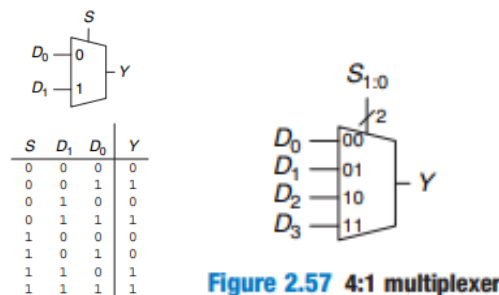 S
D₀ 0
Y
D₁ 1
S D₁ D₀ Y
0 0 0 0
0 0 1 1
0 1 0 0
0 1 1 1
1 0 0 0
1 0 1 0
1 1 0 1
1 1 1 1
S₁:₀
2
D₀ 00
D₁ 01
Y
D₂ 10
D₃ 11
Figure 2.57 4:1 multiplexer